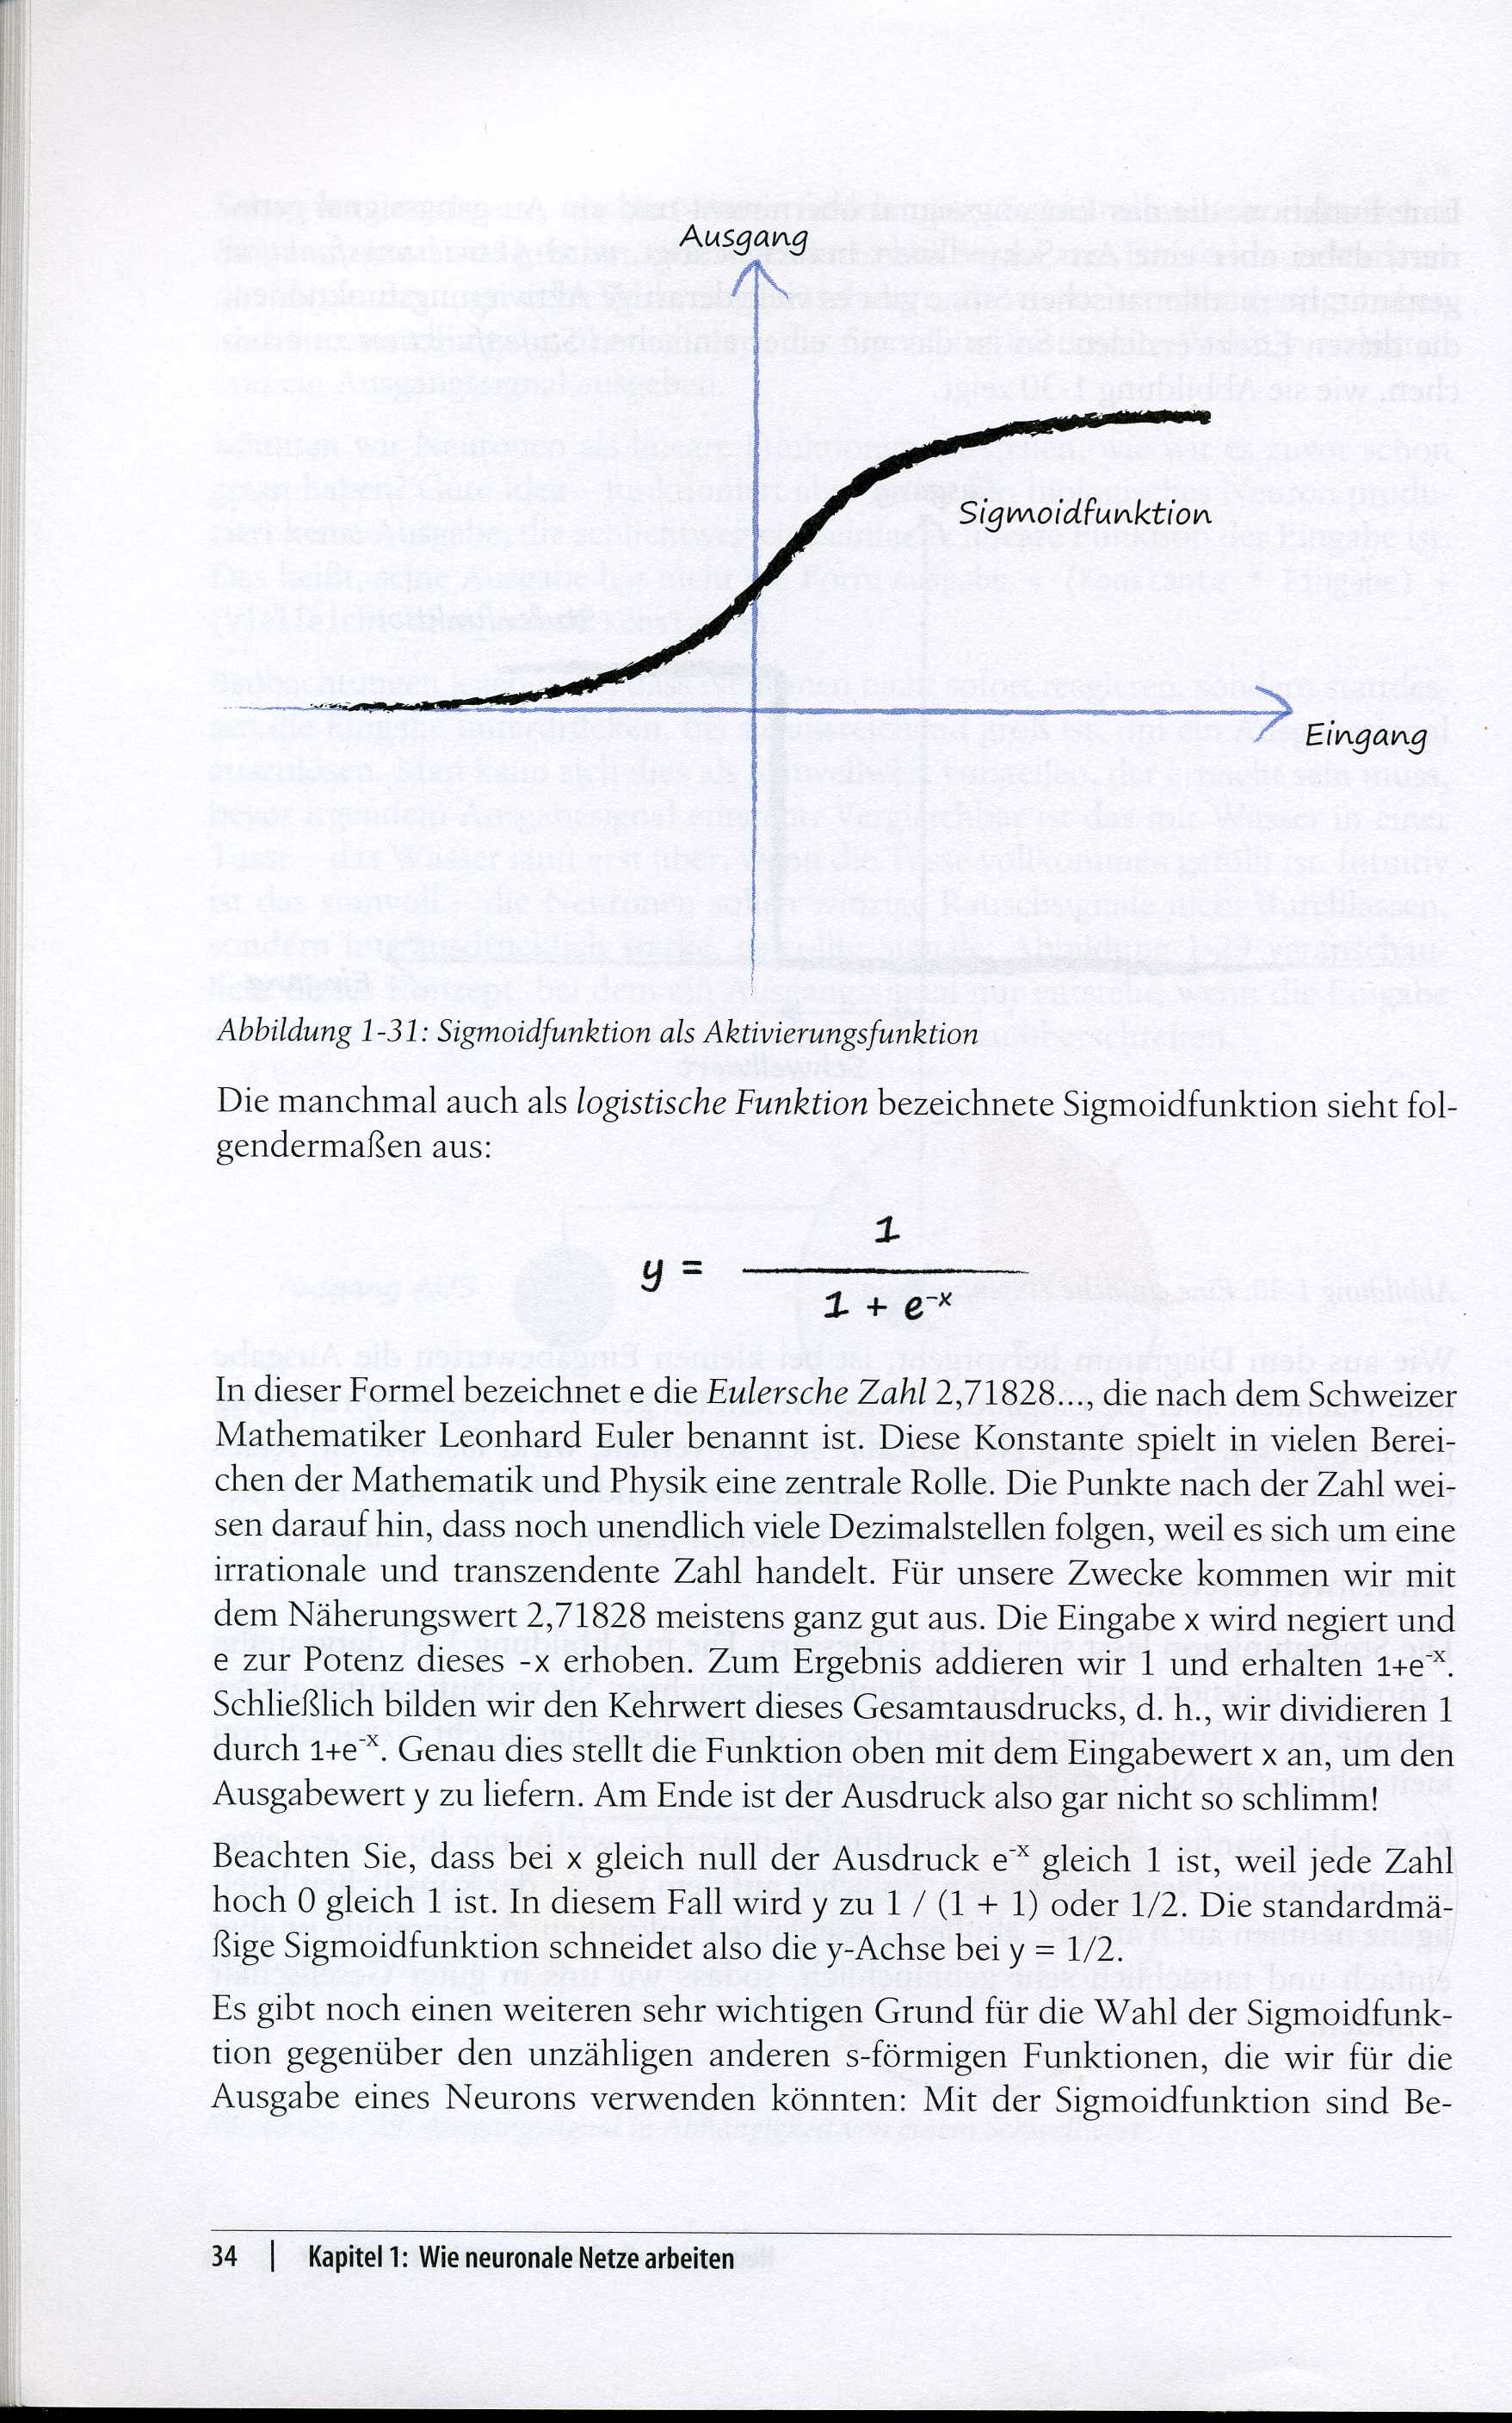 Ausgang
Sigmoidfunktion
Eingang
Abbildung 1-31: Sigmoidfunktion als Aktivierungsfunktion
Die manchmal auch als logistische Funktion bezeichnete Sigmoidfunktion sieht fol-
gendermaßen aus:
1
y =
1 + e⁻ˣ
In dieser Formel bezeichnet e die Eulersche Zahl 2,71828..., die nach dem Schweizer
Mathematiker Leonhard Euler benannt ist. Diese Konstante spielt in vielen Berei-
chen der Mathematik und Physik eine zentrale Rolle. Die Punkte nach der Zahl wei-
sen darauf hin, dass noch unendlich viele Dezimalstellen folgen, weil es sich um eine
irrationale und transzendente Zahl handelt. Für unsere Zwecke kommen wir mit
dem Näherungswert 2,71828 meistens ganz gut aus. Die Eingabe x wird negiert und
e zur Potenz dieses -x erhoben. Zum Ergebnis addieren wir 1 und erhalten 1+e⁻ˣ.
Schließlich bilden wir den Kehrwert dieses Gesamtausdrucks, d. h., wir dividieren 1
durch 1+e⁻ˣ. Genau dies stellt die Funktion oben mit dem Eingabewert x an, um den
Ausgabewert y zu liefern. Am Ende ist der Ausdruck also gar nicht so schlimm!
Beachten Sie, dass bei x gleich null der Ausdruck e⁻ˣ gleich 1 ist, weil jede Zahl
hoch 0 gleich 1 ist. In diesem Fall wird y zu 1 / (1 + 1) oder 1/2. Die standardmä-
ßige Sigmoidfunktion schneidet also die y-Achse bei y = 1/2.
Es gibt noch einen weiteren sehr wichtigen Grund für die Wahl der Sigmoidfunk-
tion gegenüber den unzähligen anderen s-förmigen Funktionen, die wir für die
Ausgabe eines Neurons verwenden könnten: Mit der Sigmoidfunktion sind Be-
34 | Kapitel 1: Wie neuronale Netze arbeiten